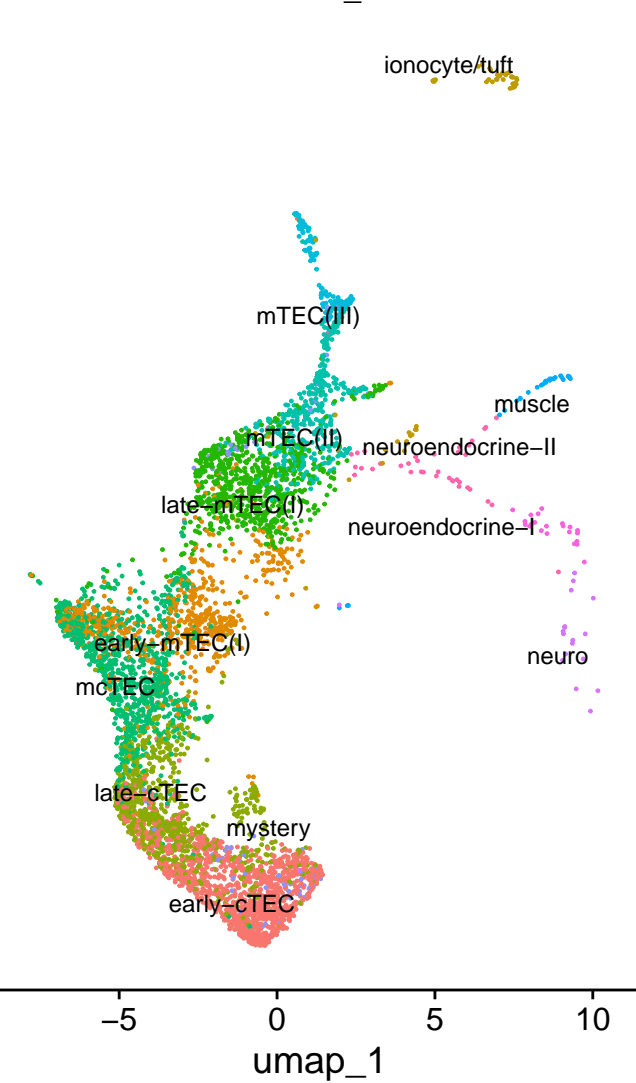 ionocyte/tuft
mTEC(III)
muscle
mTEC(II)
neuroendocrine−II
late−mTEC(I)
neuroendocrine−I
early−mTEC(I)
neuro
mcTEC
late−cTEC
mystery
early−cTEC
−5 0 5 10
umap_1